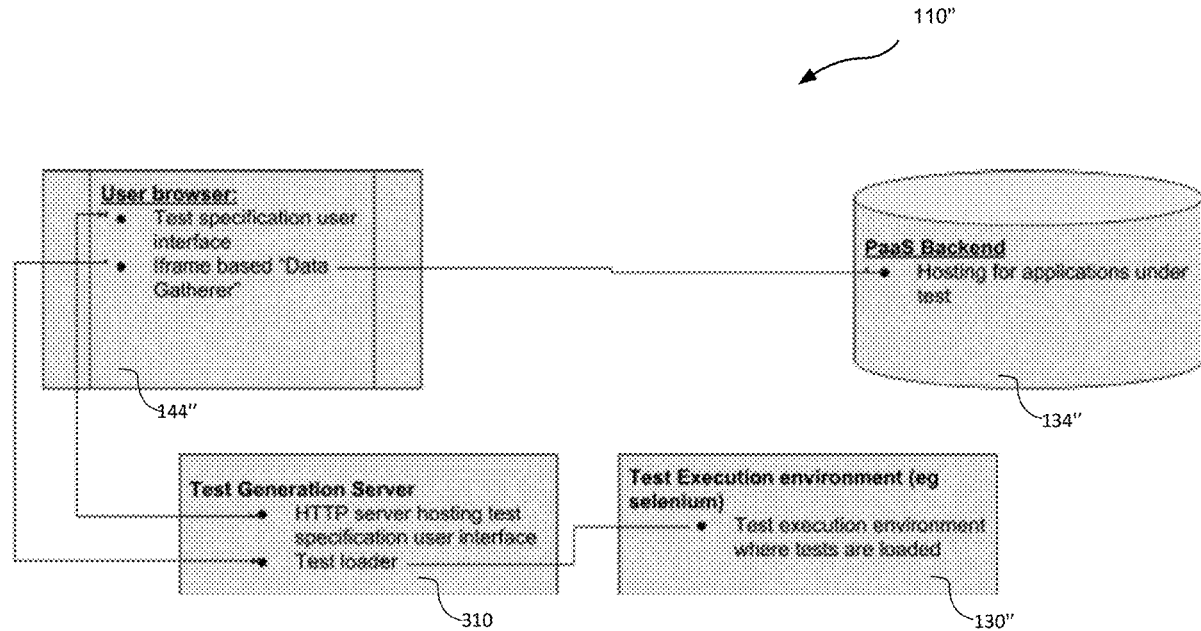 110”
User browser:
• Test specification user
interface
• Iframe based "Data
Gatherer"
144”
PaaS Backend
• Hosting for applications under
test
134”
Test Generation Server
• HTTP server hosting test
specification user interface
• Test loader
310
Test Execution environment (eg
selenium)
• Test execution environment
where tests are loaded
130”